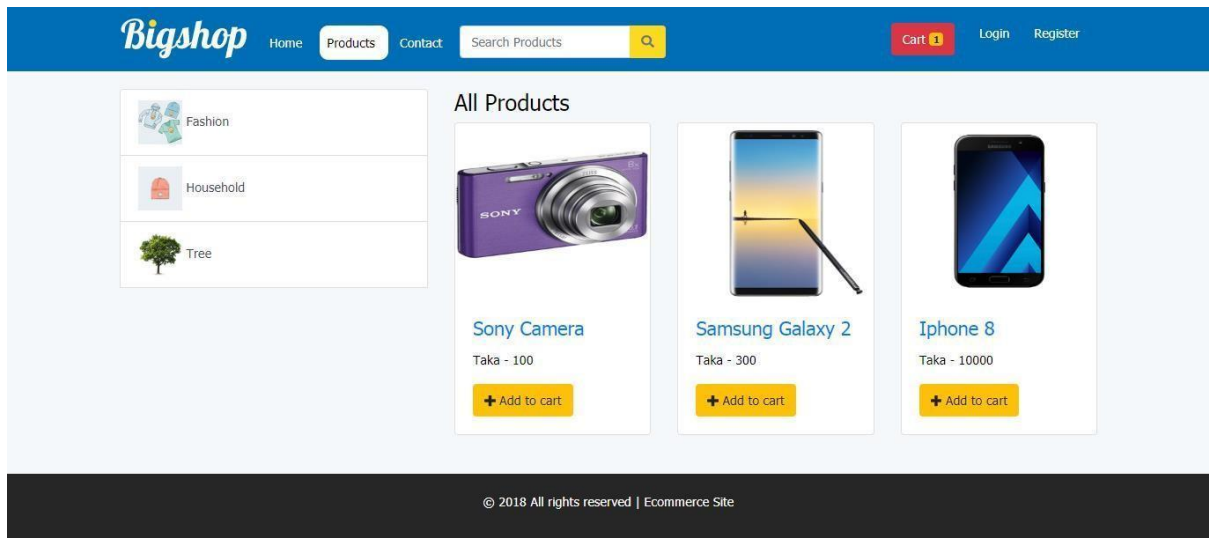 Bigshop Home Products Contact Search Products Cart 1 Login Register
Fashion
Household
Tree
All Products
SONY
SAMSUNG
Sony Camera
Taka - 100
Add to cart
Samsung Galaxy 2
Taka - 300
Add to cart
Iphone 8
Taka - 10000
Add to cart
© 2018 All rights reserved | Ecommerce Site